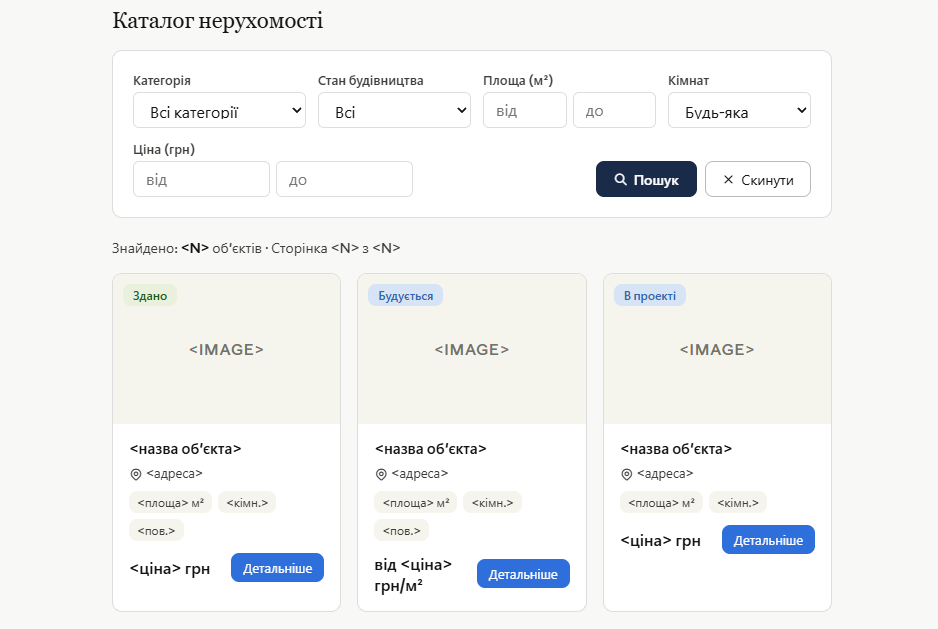 Каталог нерухомості
Категорія Стан будівництва Площа (м²) Кімнат
Всі категорії Всі від до Будь-яка
Ціна (грн)
від до Пошук × Скинути
Знайдено: <N> об'єктів · Сторінка <N> з <N>
Здано Будується В проекті
<IMAGE> <IMAGE> <IMAGE>
<назва об'єкта> <назва об'єкта> <назва об'єкта>
<адреса> <адреса> <адреса>
<площа> м² <кімн.> <площа> м² <кімн.> <площа> м² <кімн.>
<пов.> <пов.>
<ціна> грн Детальніше від <ціна> грн/м² Детальніше <ціна> грн Детальніше